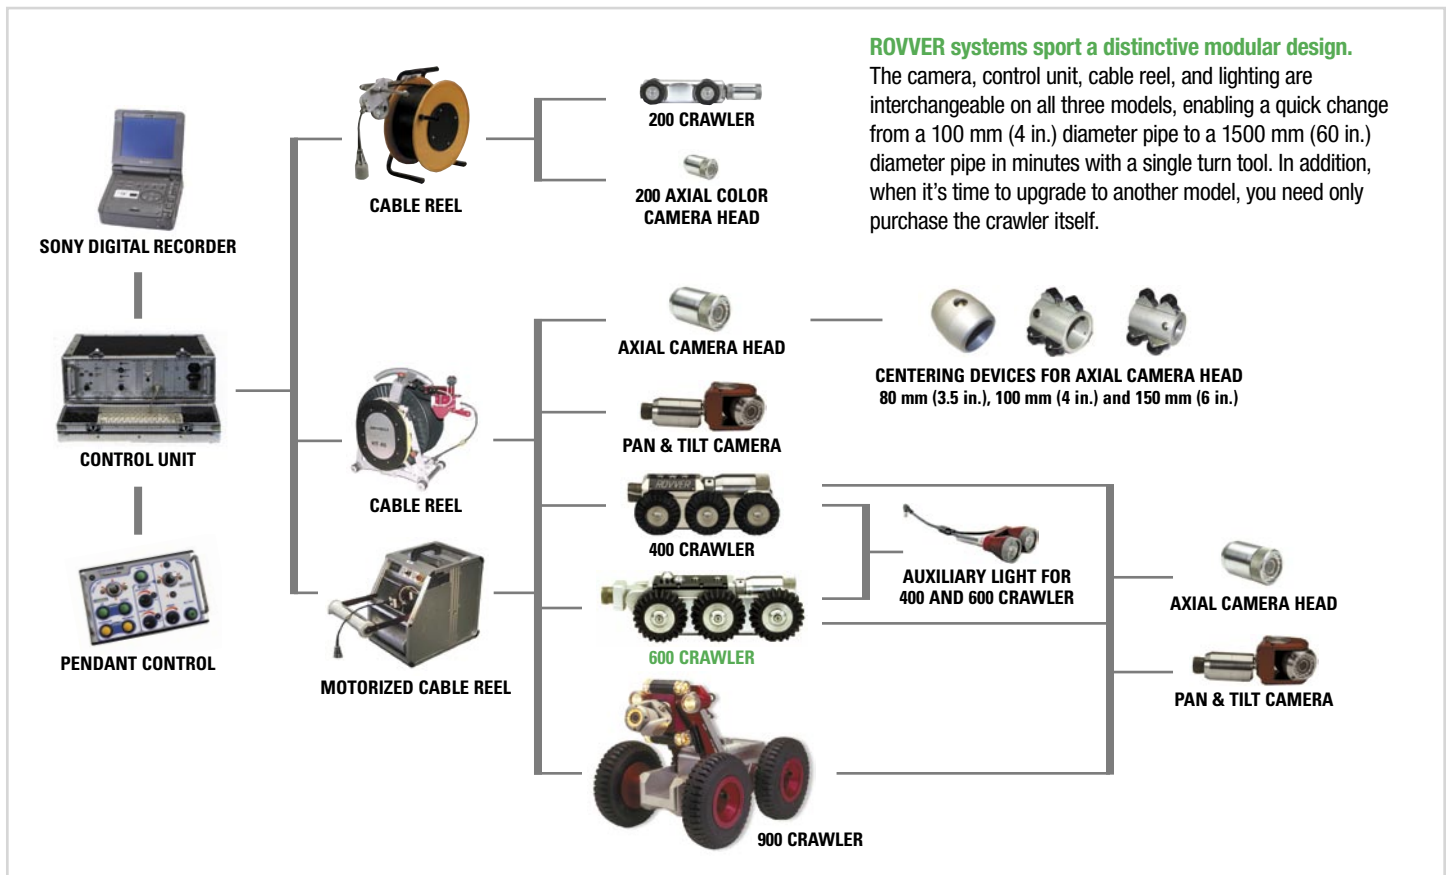 ROVVER systems sport a distinctive modular design.
The camera, control unit, cable reel, and lighting are
interchangeable on all three models, enabling a quick change
from a 100 mm (4 in.) diameter pipe to a 1500 mm (60 in.)
diameter pipe in minutes with a single turn tool. In addition,
when it’s time to upgrade to another model, you need only
purchase the crawler itself.
SONY DIGITAL RECORDER
CONTROL UNIT
PENDANT CONTROL
CABLE REEL
CABLE REEL
MOTORIZED CABLE REEL
200 CRAWLER
200 AXIAL COLOR
CAMERA HEAD
AXIAL CAMERA HEAD
CENTERING DEVICES FOR AXIAL CAMERA HEAD
80 mm (3.5 in.), 100 mm (4 in.) and 150 mm (6 in.)
PAN & TILT CAMERA
ROVVER
400 CRAWLER
AUXILIARY LIGHT FOR
400 AND 600 CRAWLER
600 CRAWLER
900 CRAWLER
AXIAL CAMERA HEAD
PAN & TILT CAMERA